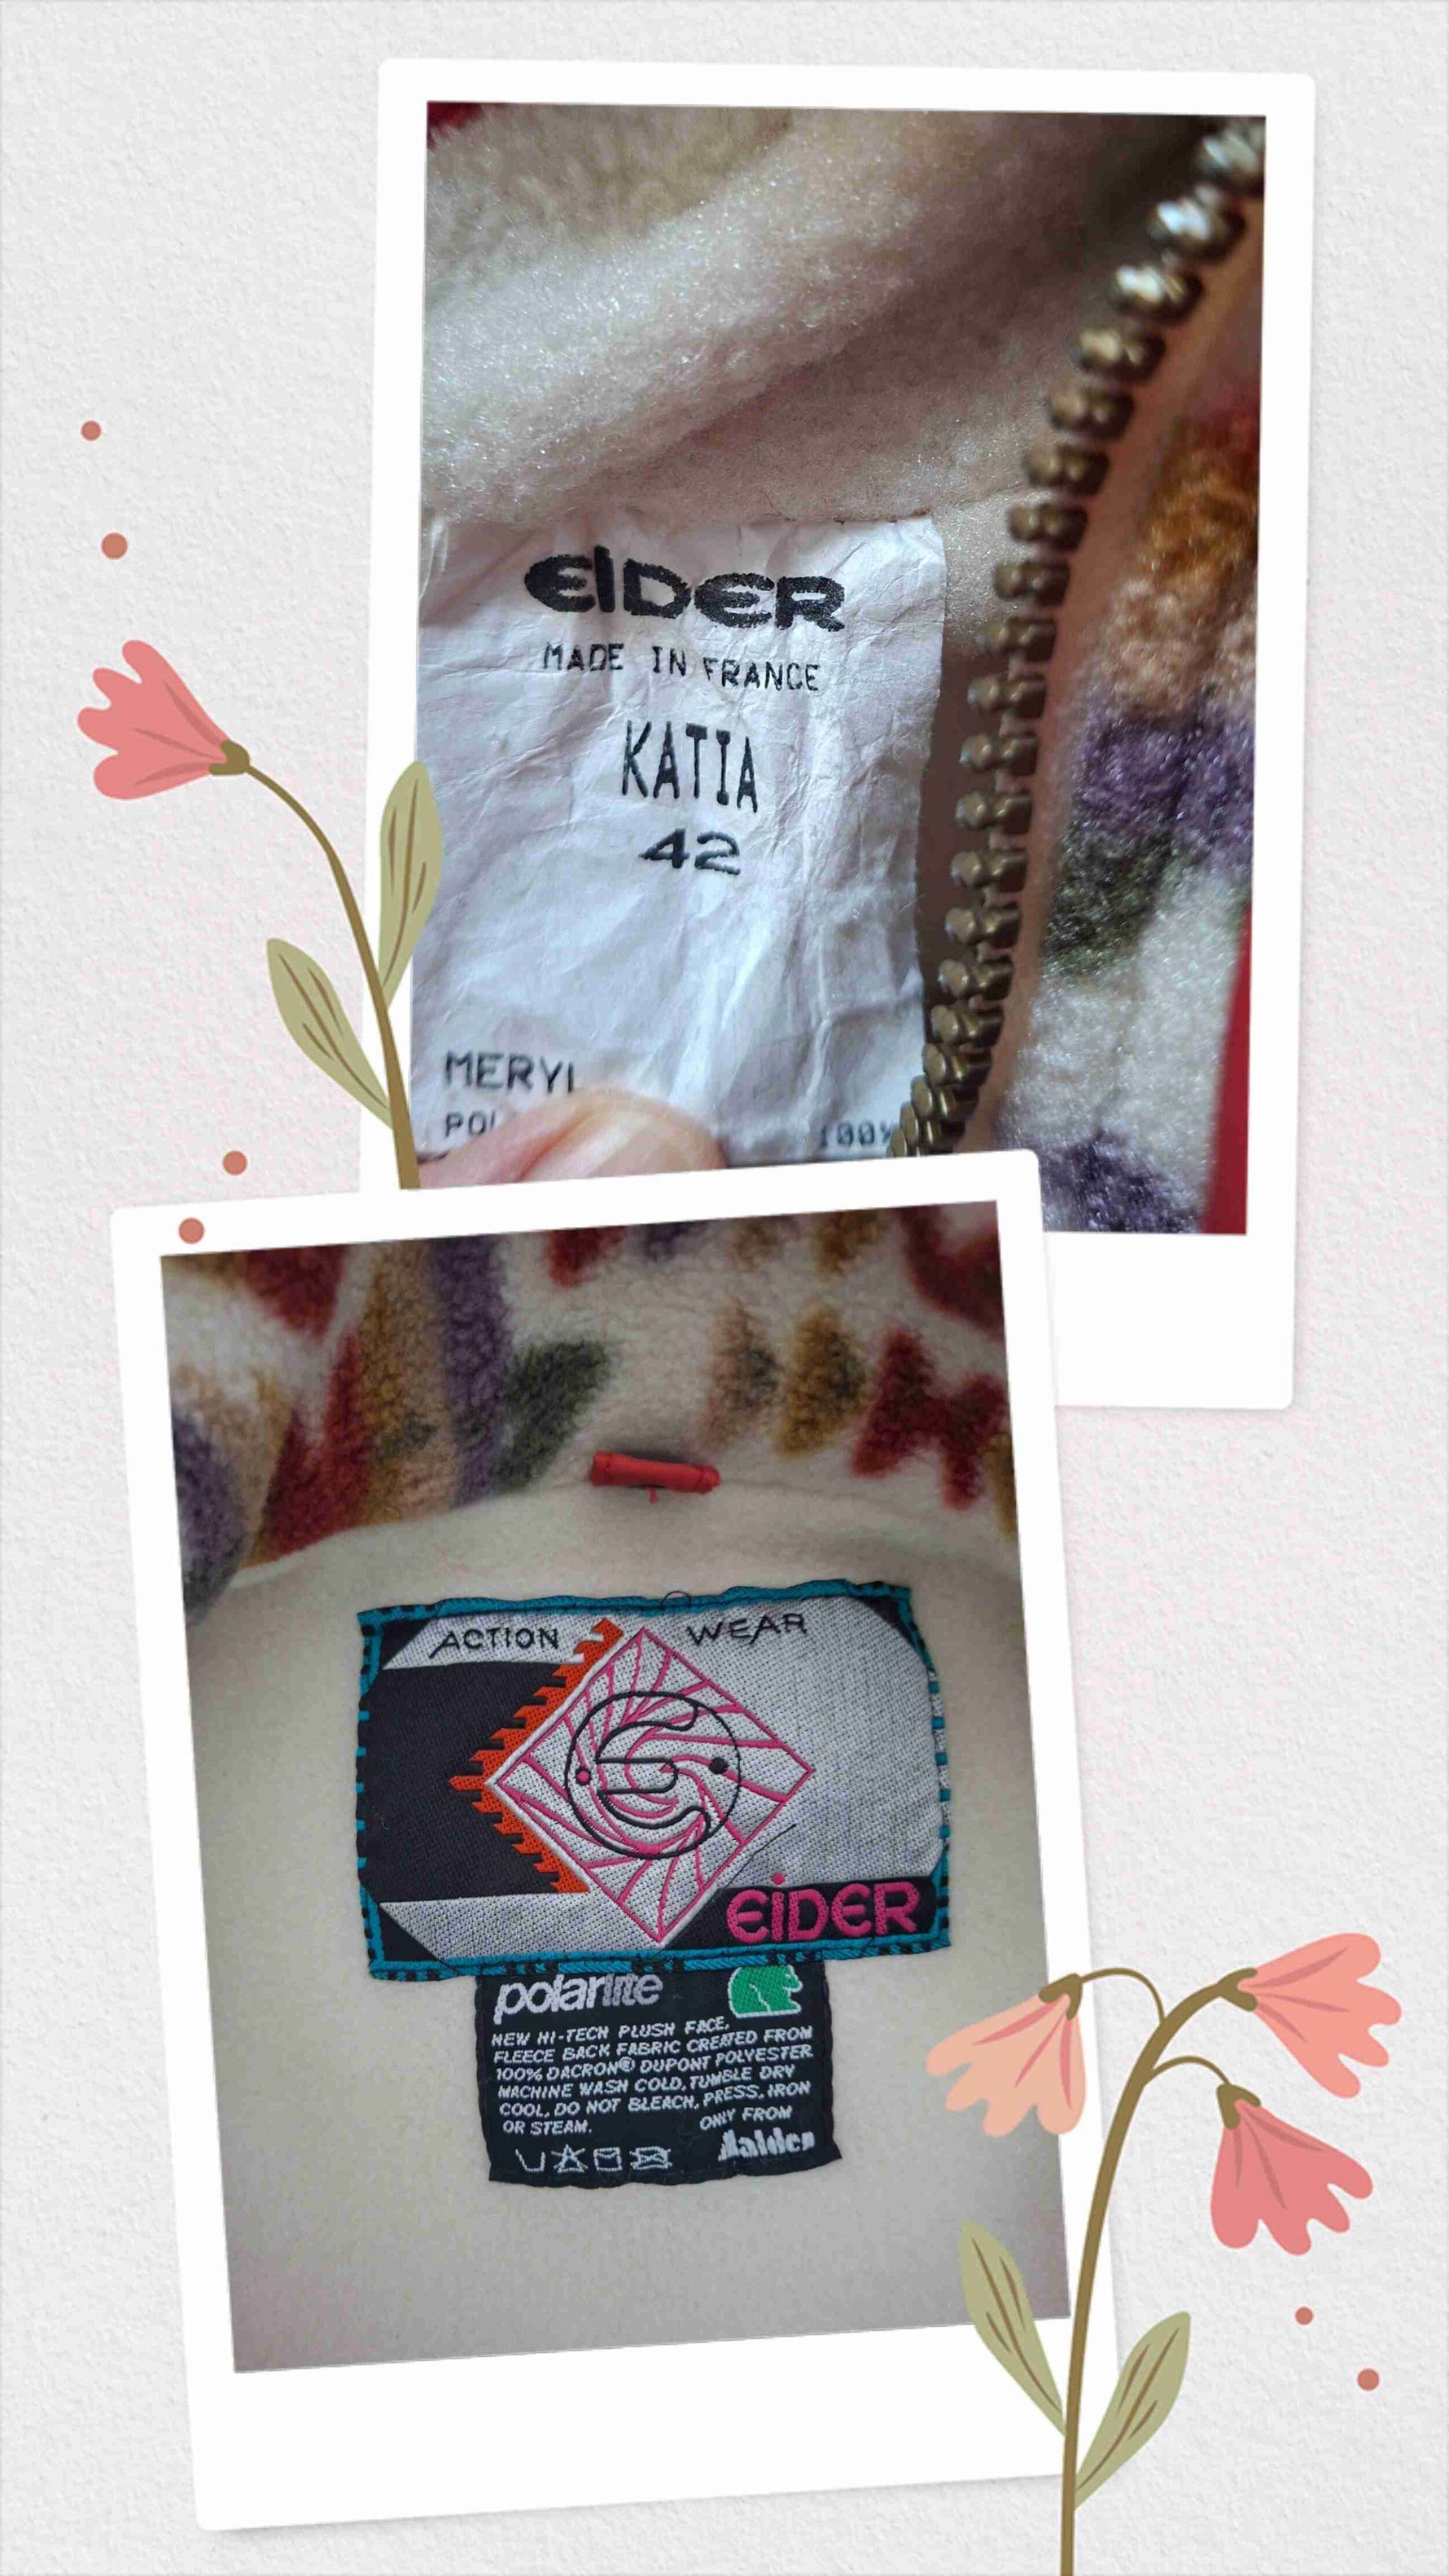 EIDER
MADE IN FRANCE
KATIA
42
MERYL
100%
ACTION WEAR
EIDER
polarlite
NEW HI-TECH PLUSH FACE,
FLEECE BACK FABRIC CREATED FROM
100% DACRON® DUPONT POLYESTER
MACHINE WASH COLD, TUMBLE DRY
COOL, DO NOT BLEACH, PRESS, IRON
OR STEAM.
ONLY FROM
Malden